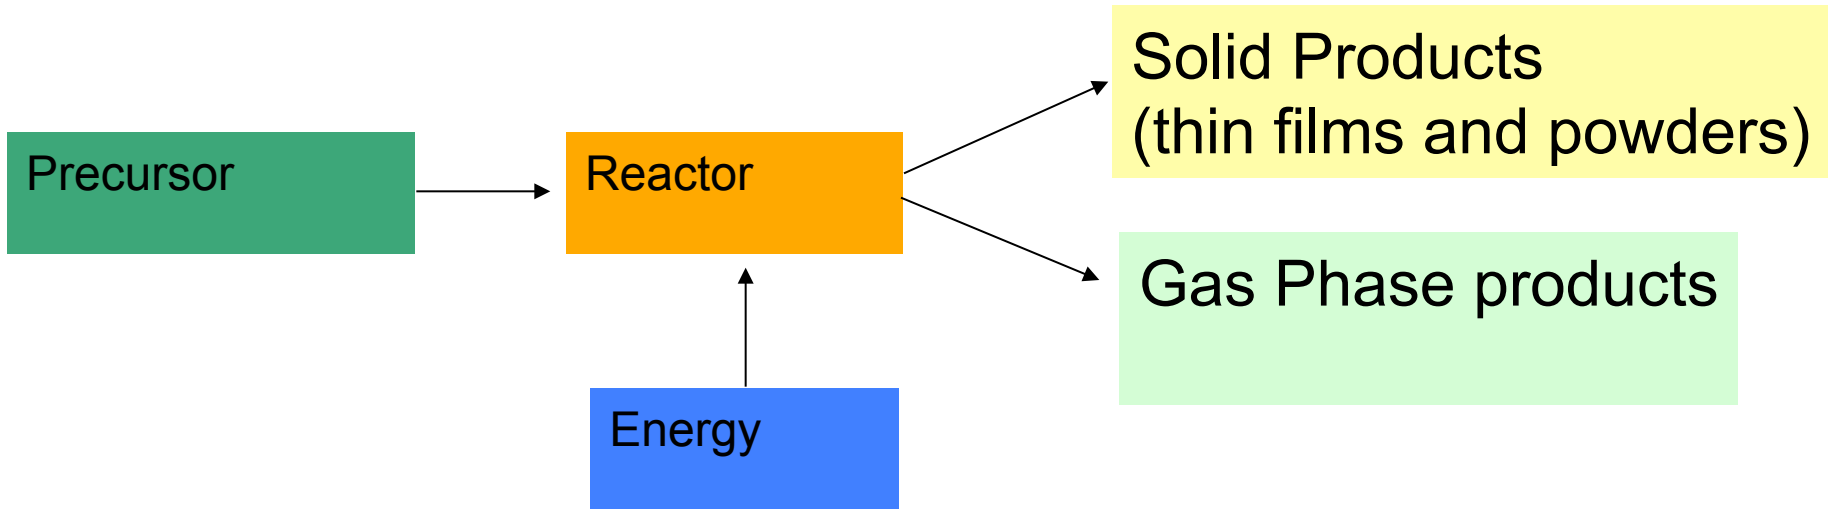 Precursor
Reactor
Energy
Solid Products
(thin films and powders)
Gas Phase products